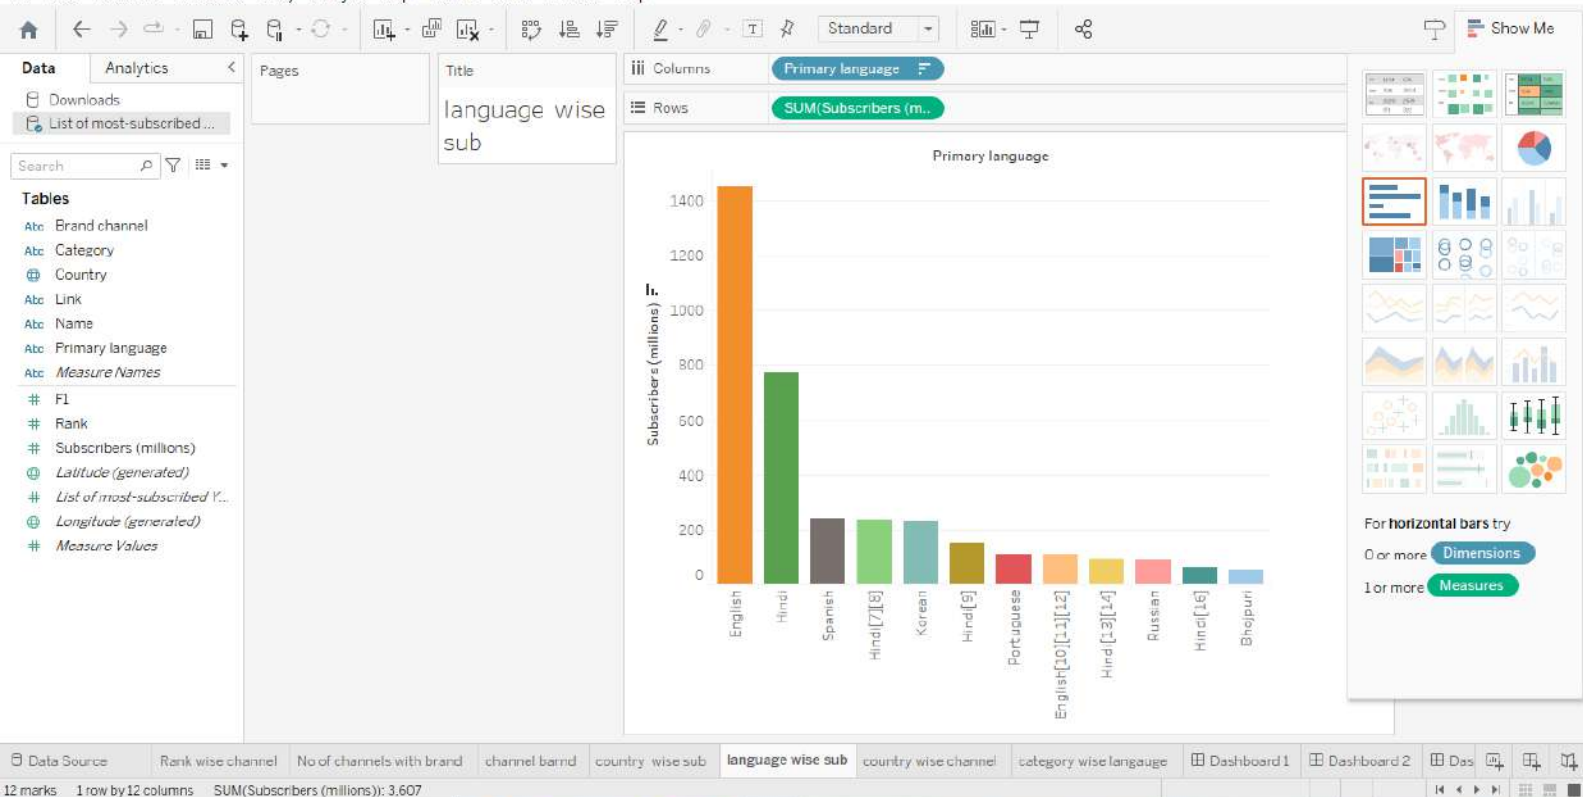 Standard
Show Me
Data
Analytics
Downloads
List of most-subscribed ...
Search
Tables
Abc Brand channel
Abc Category
Country
Abc Link
Abc Name
Abc Primary language
Abc Measure Names
# F1
# Rank
# Subscribers (millions)
Latitude (generated)
# List of most-subscribed Y...
Longitude (generated)
# Measure Values
Pages
Title
language wise
sub
Columns
Primary language
Rows
SUM(Subscribers (m..
Primary language
Subscribers (millions)
1400
1200
1000
800
600
400
200
0
English
Hindi
Spanish
Hindi[7][8]
Korean
Hindi[9]
Portuguese
English[10][11][12]
Hindi[13][14]
Russian
Hindi[16]
Bhojpuri
For horizontal bars try
0 or more Dimensions
1 or more Measures
Data Source
Rank wise channel
No of channels with brand
channel barnd
country wise sub
language wise sub
country wise channel
category wise langauge
Dashboard 1
Dashboard 2
Das
12 marks 1 row by 12 columns SUM(Subscribers (millions)): 3,607